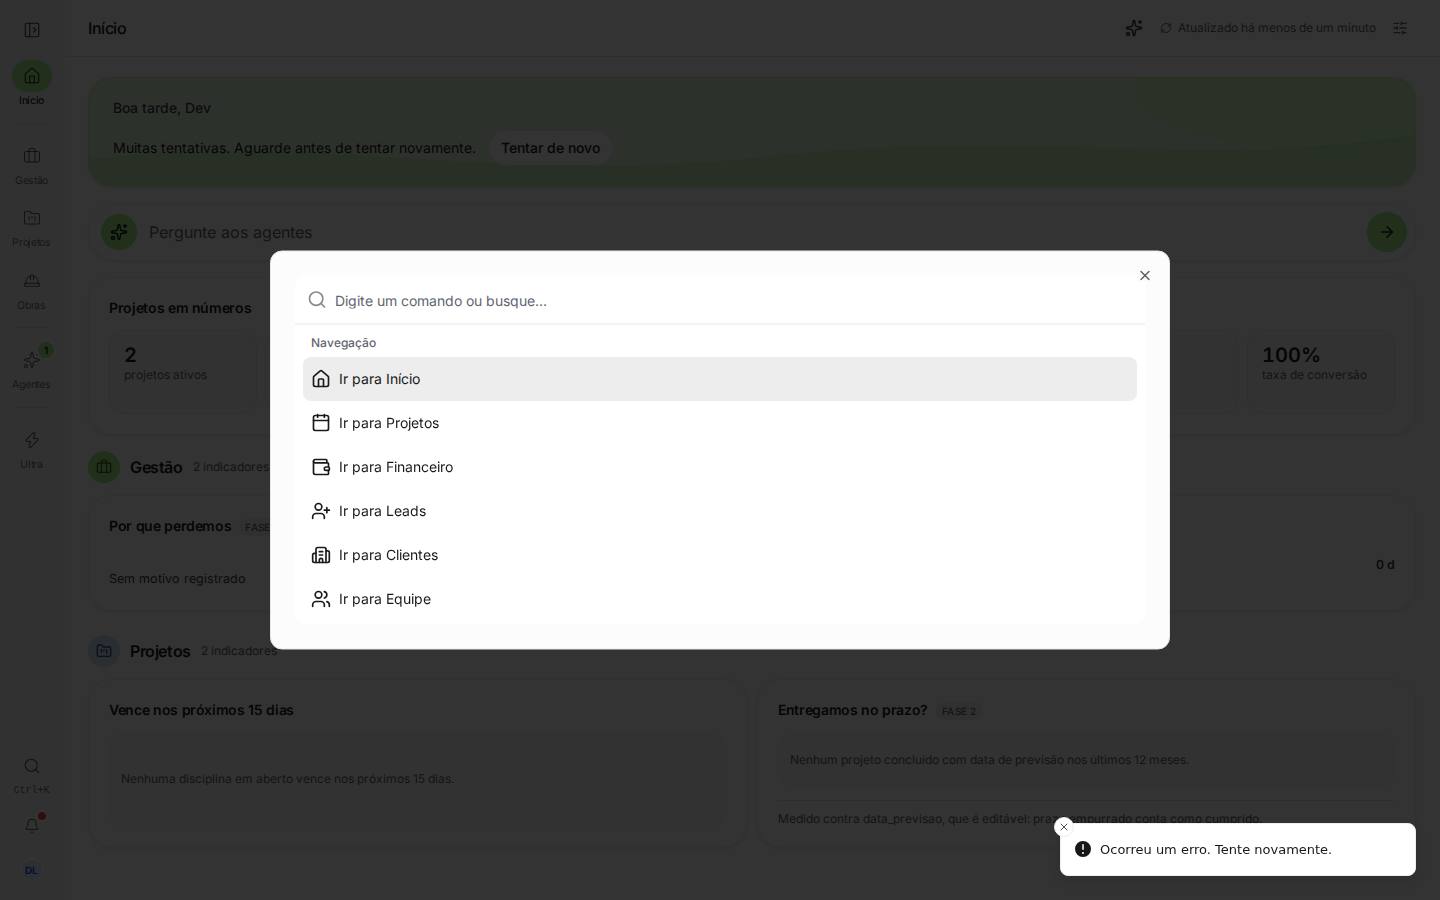 Início
Atualizado há menos de um minuto
Início
Boa tarde, Dev
Muitas tentativas. Aguarde antes de tentar novamente.
Tentar de novo
Gestão
Projetos
Obras
1
Agentes
Ultra
Ctrl+K
DL
Pergunte aos agentes
Projetos em números
2
projetos ativos
100%
taxa de conversão
Digite um comando ou busque...
Navegação
Ir para Início
Ir para Projetos
Ir para Financeiro
Ir para Leads
Ir para Clientes
Ir para Equipe
Gestão 2 indicadores
Por que perdemos FASE
Sem motivo registrado
0 d
Projetos 2 indicadores
Vence nos próximos 15 dias
Nenhuma disciplina em aberto vence nos próximos 15 dias.
Entregamos no prazo? FASE 2
Nenhum projeto concluído com data de previsão nos últimos 12 meses.
Medido contra data_previsao, que é editável: prazo empurrado conta como cumprido.
Ocorreu um erro. Tente novamente.